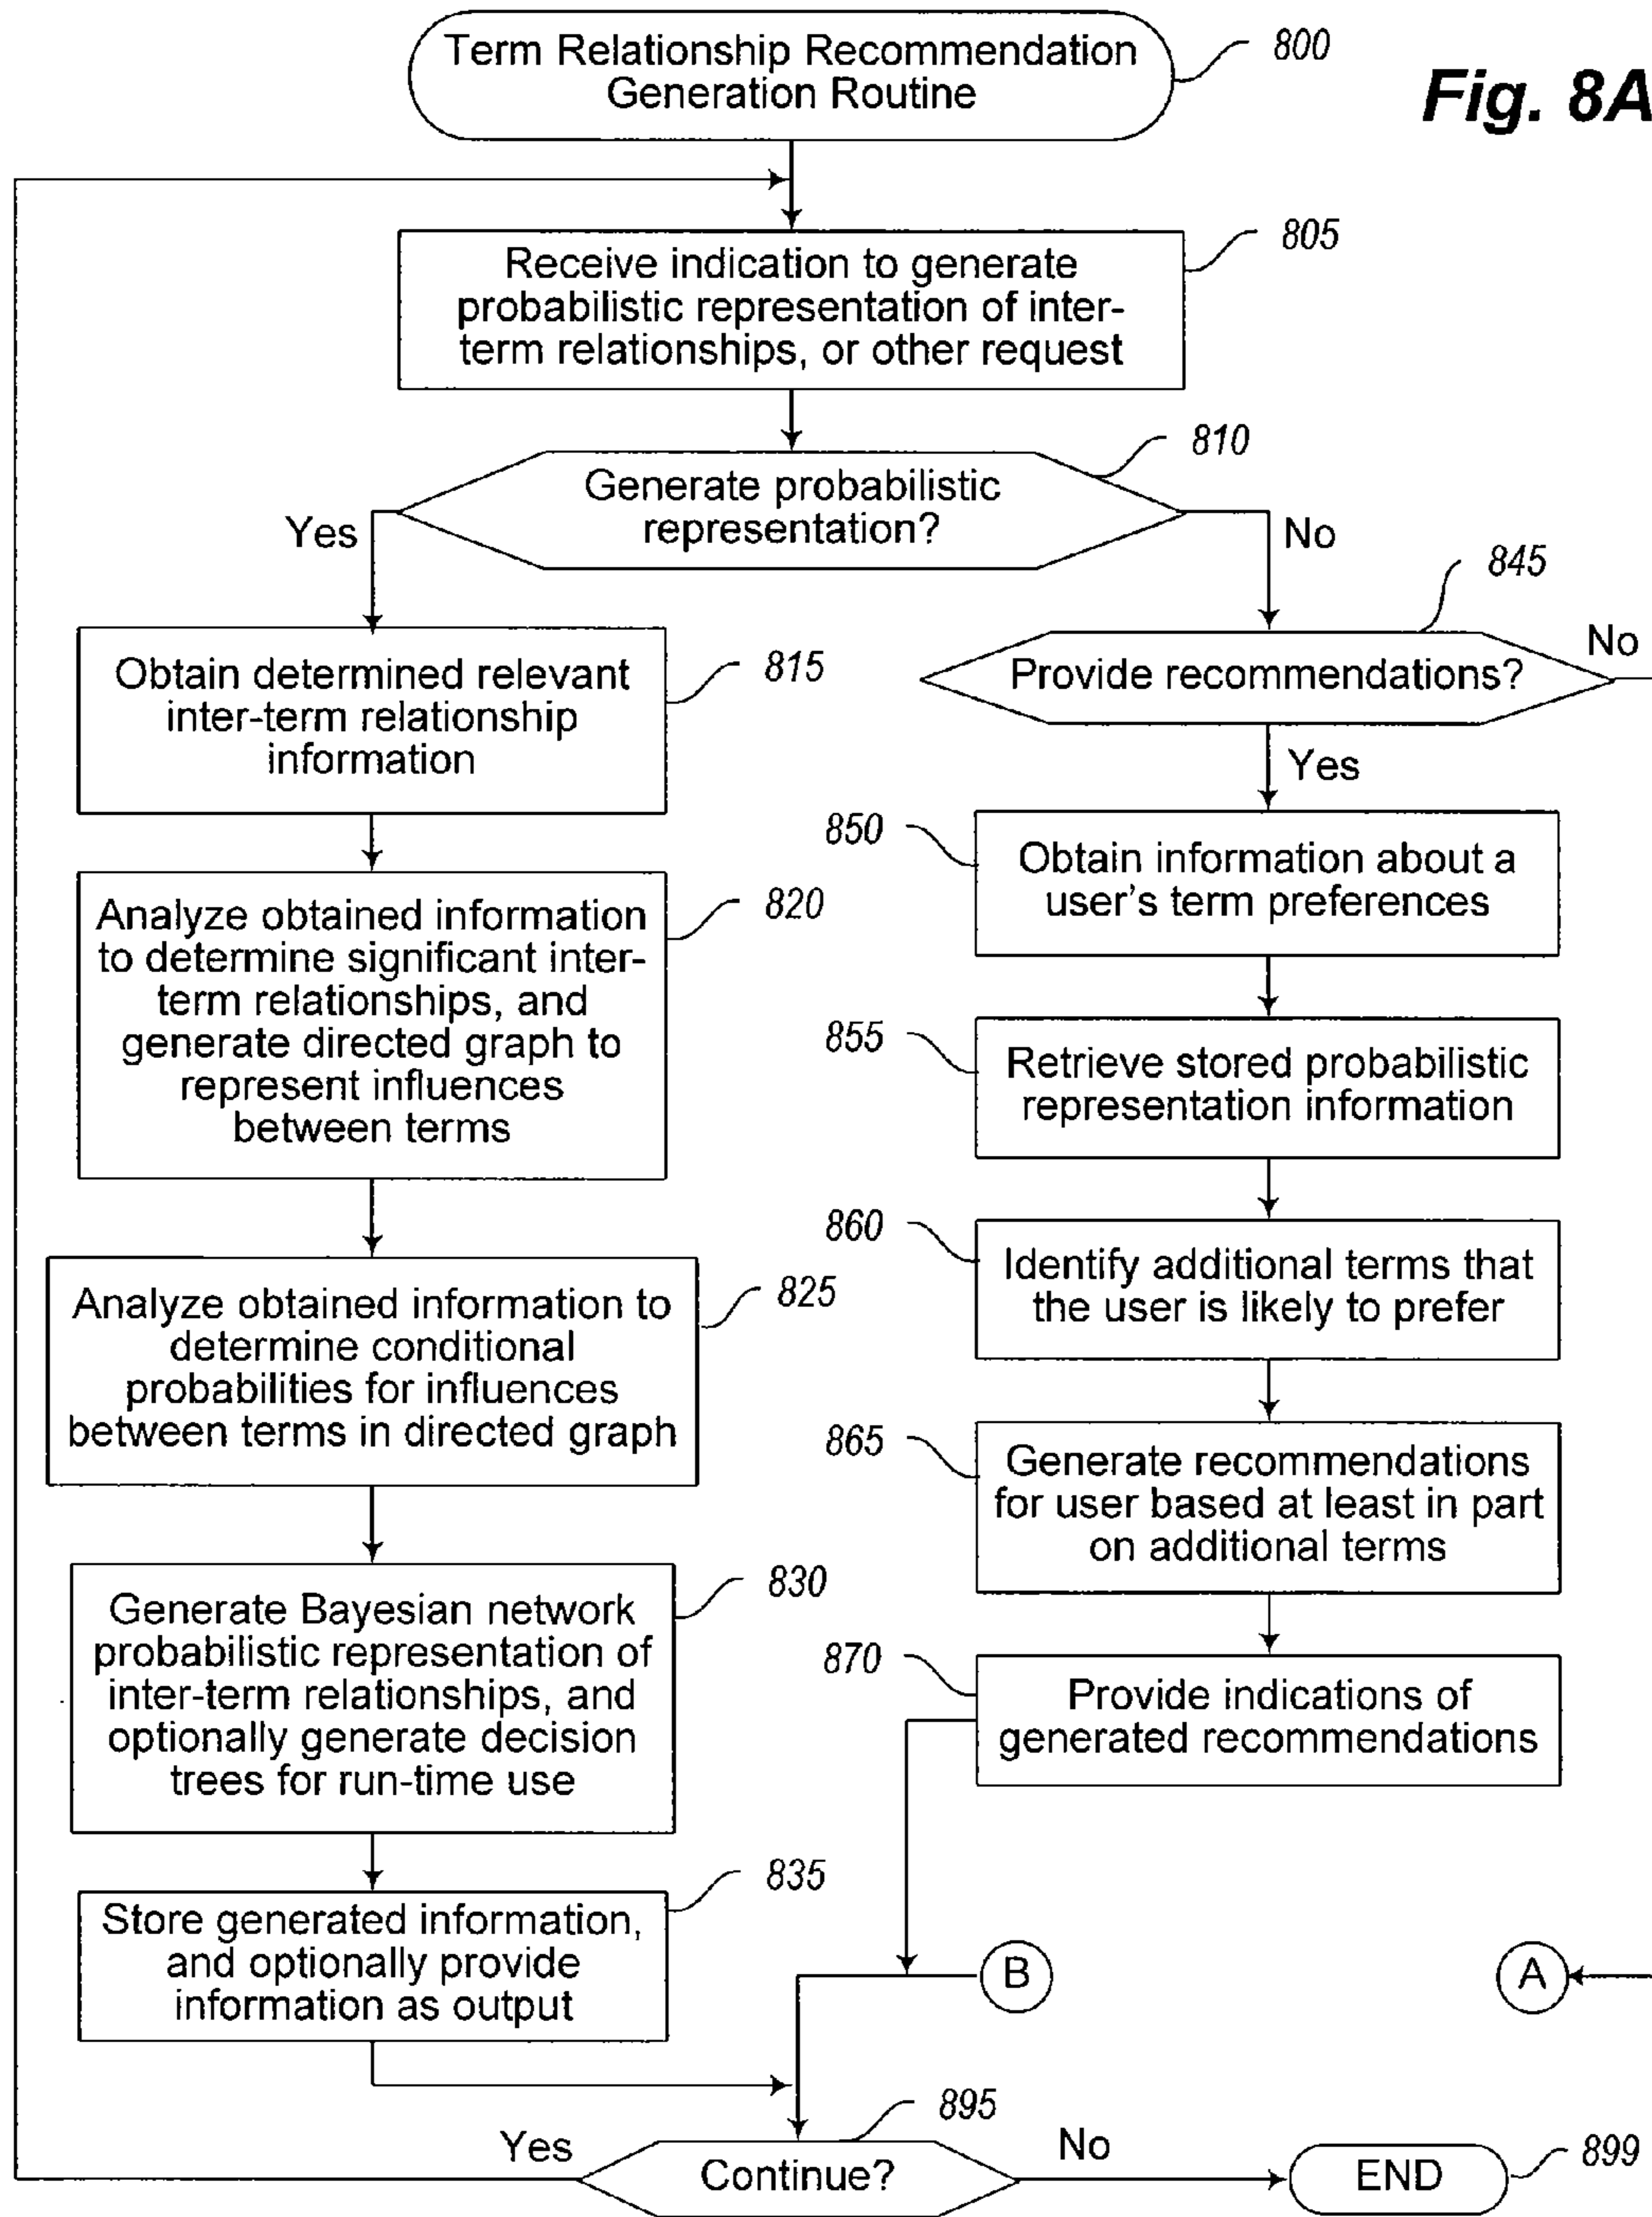 Term Relationship Recommendation
Generation Routine
800
Fig. 8A
805
Receive indication to generate
probabilistic representation of inter-
term relationships, or other request
810
Generate probabilistic
representation?
Yes
No
845
No
815
Obtain determined relevant
inter-term relationship
information
Provide recommendations?
Yes
820
Analyze obtained information
to determine significant inter-
term relationships, and
generate directed graph to
represent influences
between terms
850
Obtain information about a
user's term preferences
855
Retrieve stored probabilistic
representation information
825
Analyze obtained information to
determine conditional
probabilities for influences
between terms in directed graph
860
Identify additional terms that
the user is likely to prefer
865
Generate recommendations
for user based at least in part
on additional terms
830
Generate Bayesian network
probabilistic representation of
inter-term relationships, and
optionally generate decision
trees for run-time use
870
Provide indications of
generated recommendations
835
Store generated information,
and optionally provide
information as output
B
A
895
Yes
Continue?
No
END
899